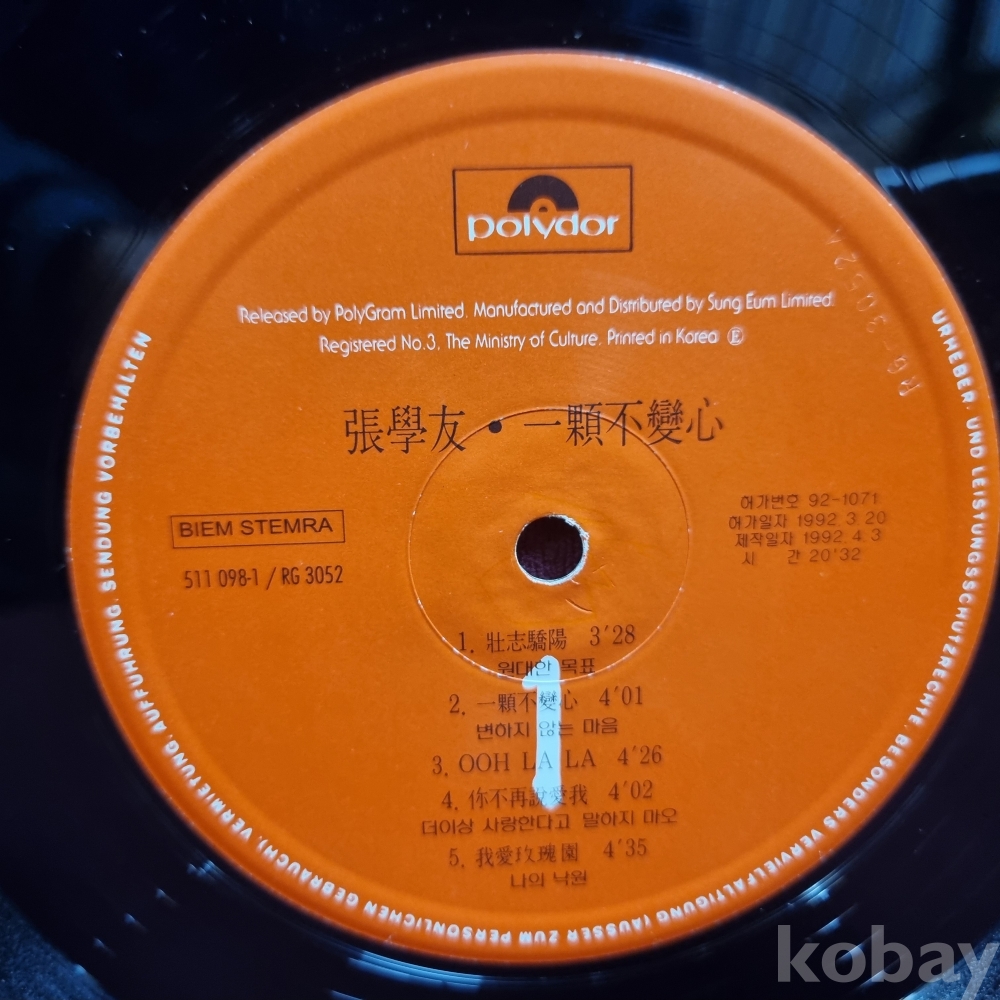 polydor
Released by PolyGram Limited. Manufactured and Distributed by Sung Eum Limited.
Registered No.3, The Ministry of Culture. Printed in Korea Ⓔ
張學友・一顆不變心
BIEM STEMRA
511 098-1 / RG 3052
허가번호 92-1071
허가일자 1992.3.20
제작일자 1992.4.3
시 간 20'32
1. 壯志驕陽 3'28
원대한 목표
2. 一顆不變心 4'01
변하지 않는 마음
3. OOH LA LA 4'26
4. 你不再說愛我 4'02
더이상 사랑한다고 말하지 마오
5. 我愛玫瑰園 4'35
나의 낙원
1
URHEBER- UND LEISTUNGSSCHUTZRECHTE, BESONDERS VERVIELFALTIGUNG (AUSSER ZUM PERSONLICHEN GEBRAUCH), VERMIETUNG, AUFFUHRUNG, SENDUNG VORBEHALTEN
kobay